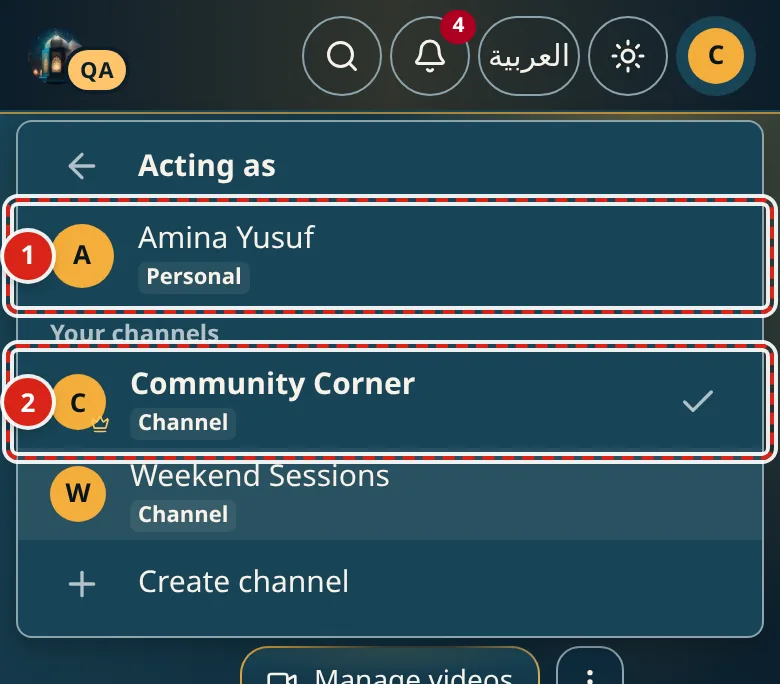 QA
4
العربية
C
Acting as
1
A
Amina Yusuf
Personal
Your channels
2
C
Community Corner
Channel
W
Weekend Sessions
Channel
Create channel
Manage videos